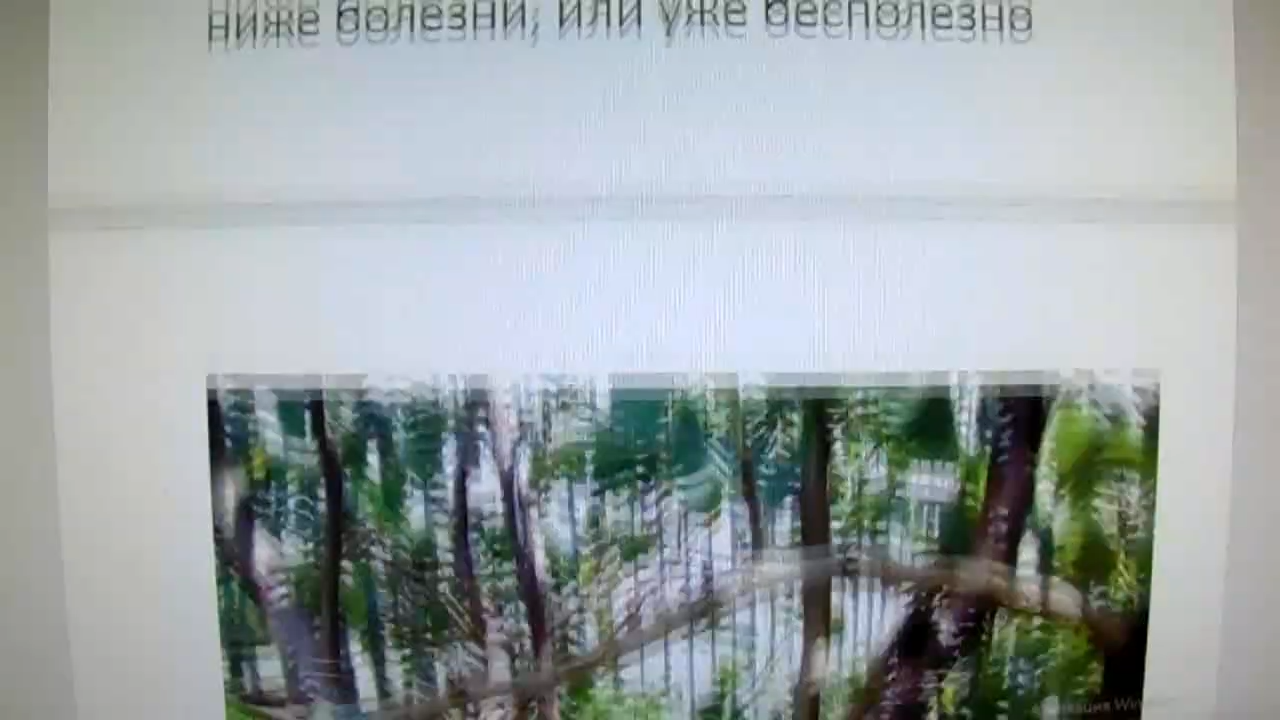 ниже болезни, или уже бесполезно